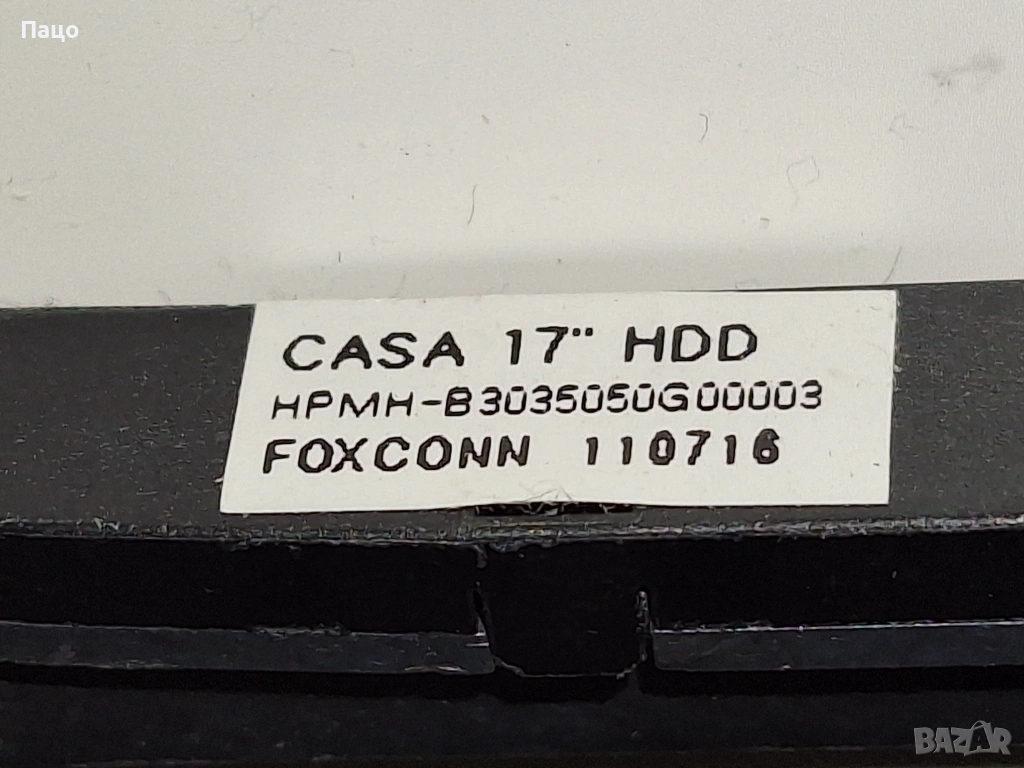 Пацо
CASA 17" HDD
HPMH-B3035050G00003
FOXCONN 110716
BAZAR